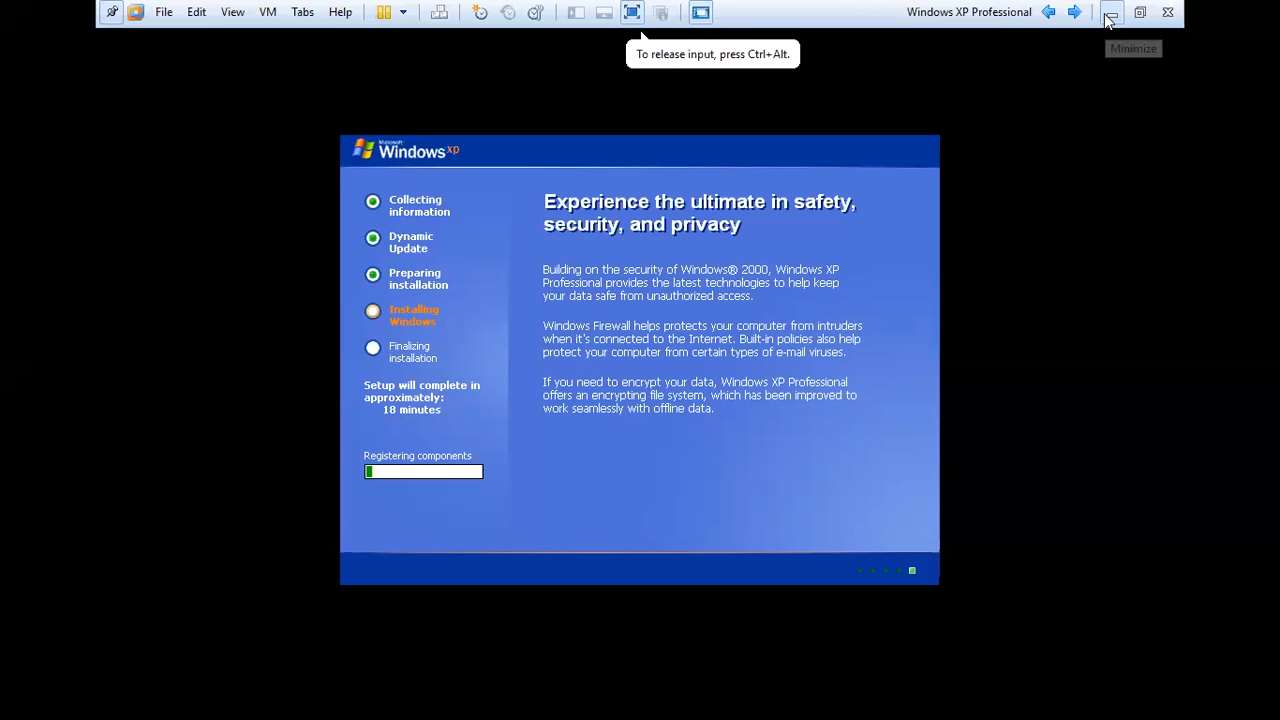 File Edit View VM Tabs Help Windows XP Professional
To release input, press Ctrl+Alt.
Minimize
Microsoft
Windows xp
Collecting
information
Dynamic
Update
Preparing
installation
Installing
Windows
Finalizing
installation
Setup will complete in
approximately:
18 minutes
Registering components
Experience the ultimate in safety,
security, and privacy
Building on the security of Windows® 2000, Windows XP
Professional provides the latest technologies to help keep
your data safe from unauthorized access.
Windows Firewall helps protects your computer from intruders
when it's connected to the Internet. Built-in policies also help
protect your computer from certain types of e-mail viruses.
If you need to encrypt your data, Windows XP Professional
offers an encrypting file system, which has been improved to
work seamlessly with offline data.